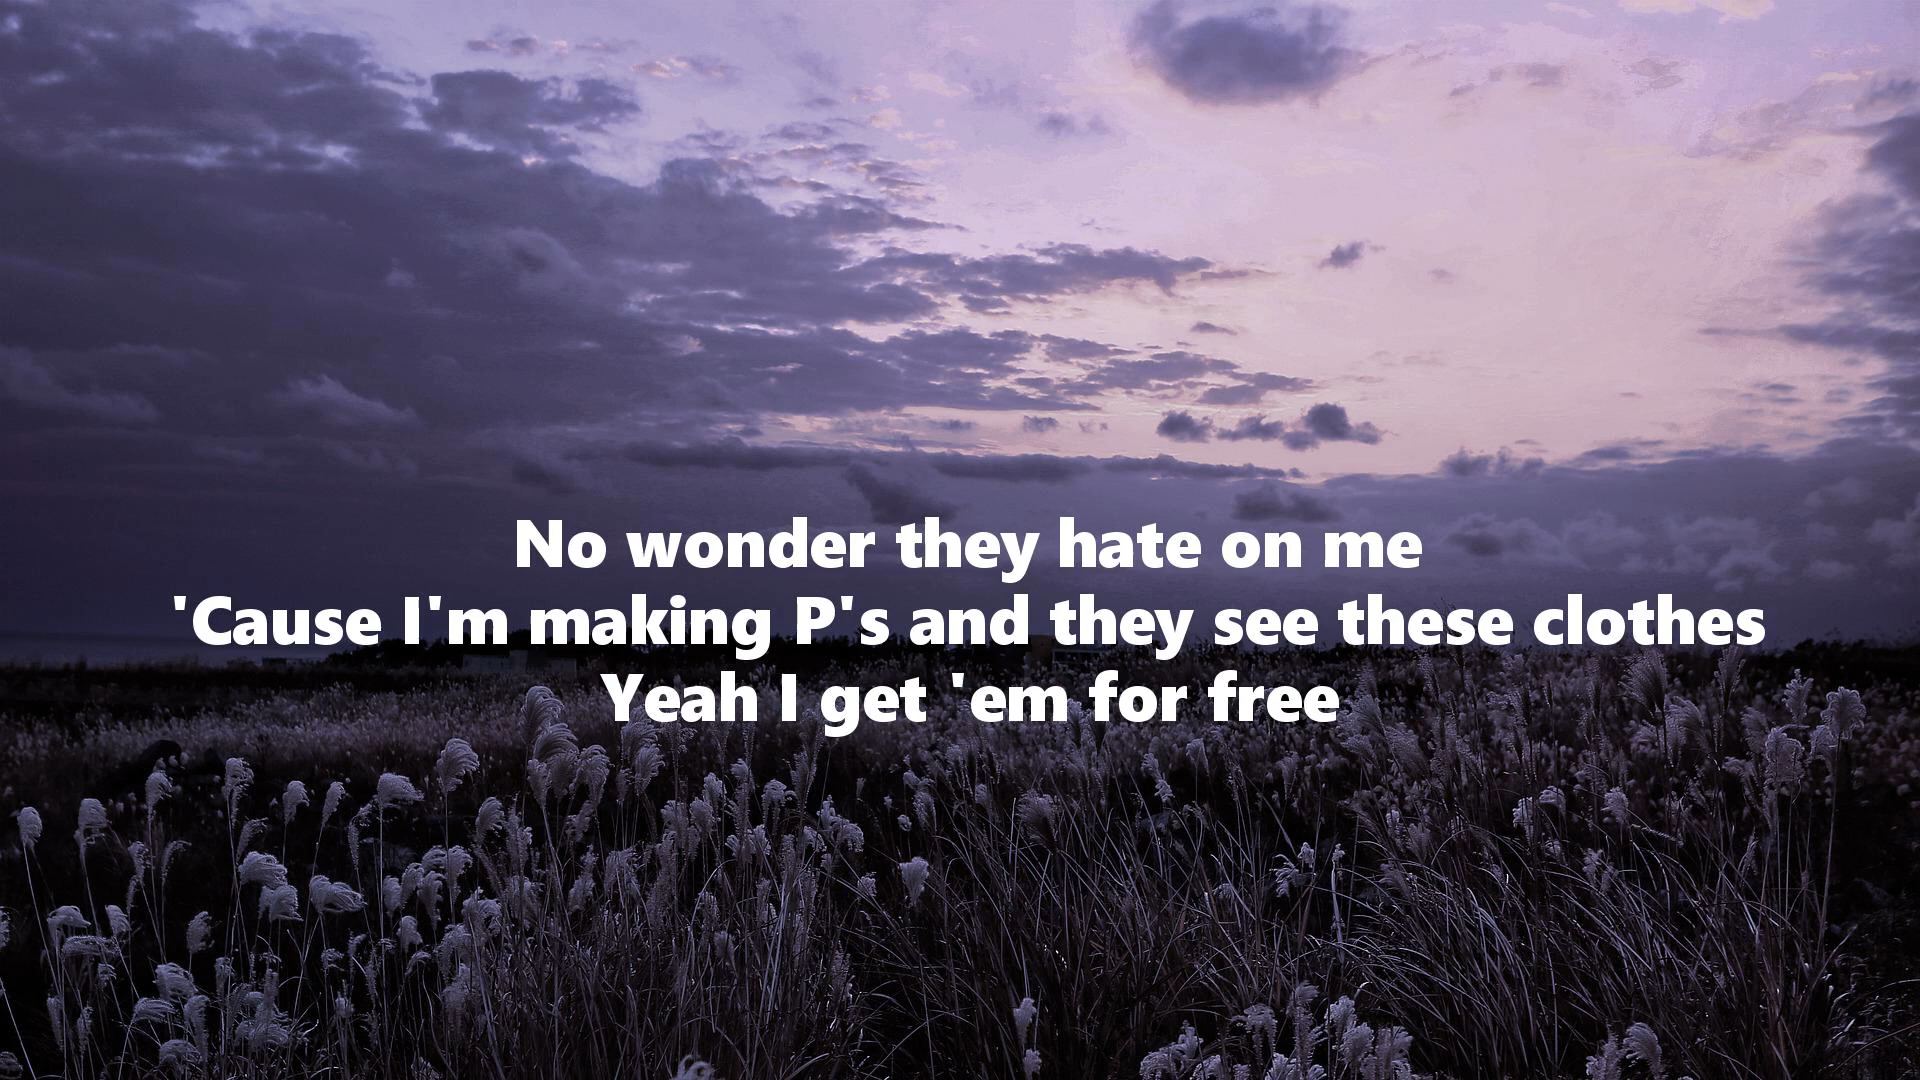 No wonder they hate on me
'Cause I'm making P's and they see these clothes
Yeah I get 'em for free